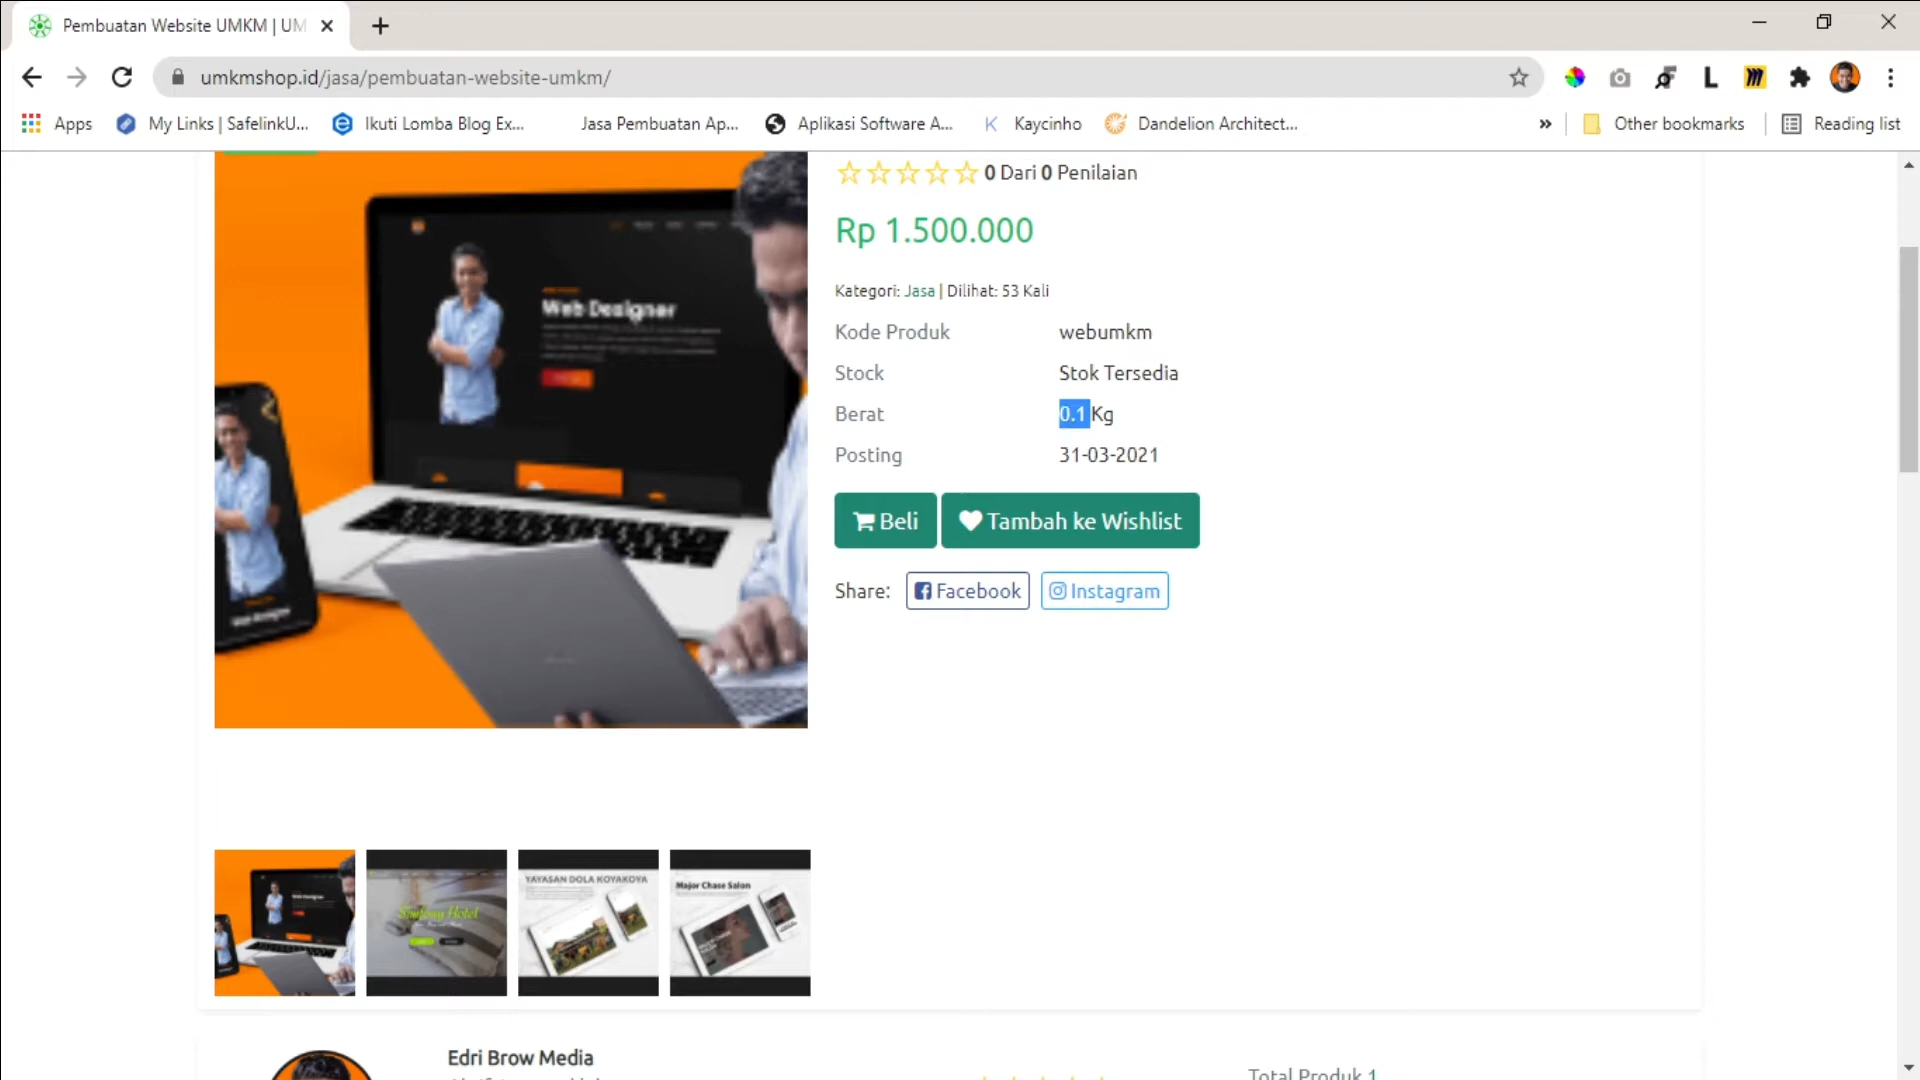 Pembuatan Website UMKM | UM
umkmshop.id/jasa/pembuatan-website-umkm/
Apps
My Links | SafelinkU...
Ikuti Lomba Blog Ex...
Jasa Pembuatan Ap...
Aplikasi Software A...
Kaycinho
Dandelion Architect...
Other bookmarks
Reading list
0 Dari 0 Penilaian
Rp 1.500.000
Kategori: Jasa | Dilihat: 53 Kali
Kode Produk webumkm
Stock Stok Tersedia
Berat 0.1 Kg
Posting 31-03-2021
Beli
Tambah ke Wishlist
Share: Facebook Instagram
Web Designer
YAYASAN DOLA KOYAKOYA
Major Chase Salon
Edri Brow Media
Total Produk 1